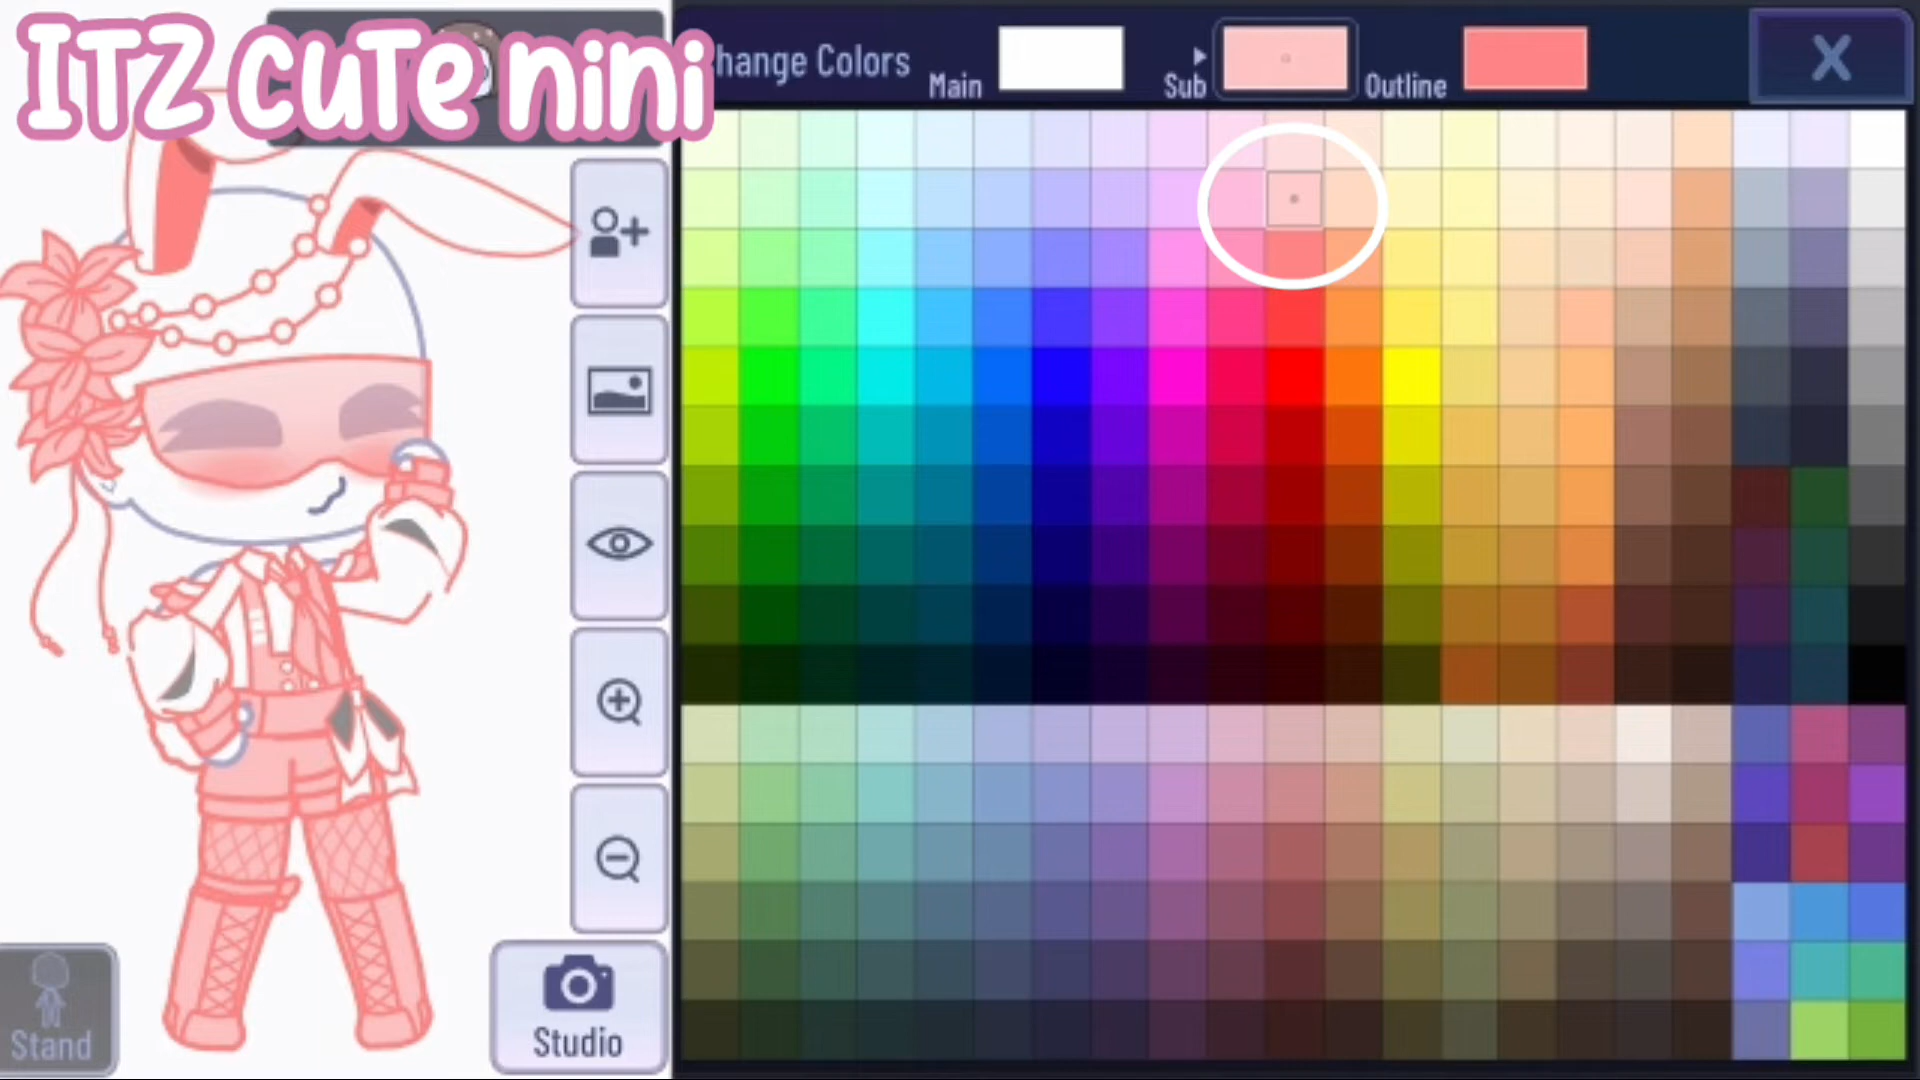 ITZ cuTe nini
hange Colors
Main
Sub
Outline
X
Stand
Studio